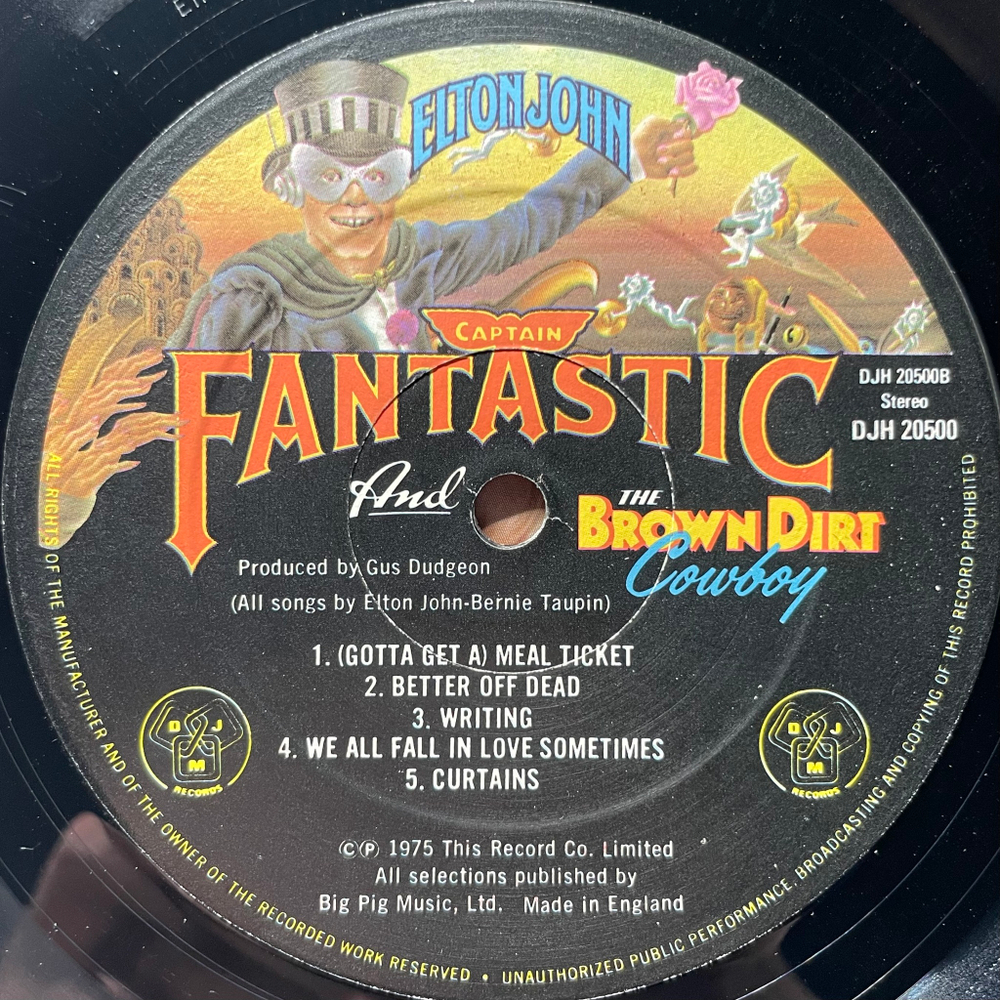 ELTON JOHN
CAPTAIN
FANTASTIC
And
THE
BROWN DIRT
Cowboy
DJH 20500B
Stereo
DJH 20500
Produced by Gus Dudgeon
(All songs by Elton John-Bernie Taupin)
1. (GOTTA GET A) MEAL TICKET
2. BETTER OFF DEAD
3. WRITING
4. WE ALL FALL IN LOVE SOMETIMES
5. CURTAINS
DJM
RECORDS
DJM
RECORDS
©℗ 1975 This Record Co. Limited
All selections published by
Big Pig Music, Ltd. Made in England
ALL RIGHTS OF THE MANUFACTURER AND OF THE OWNER OF THE RECORDED WORK RESERVED • UNAUTHORIZED PUBLIC PERFORMANCE, BROADCASTING AND COPYING OF THIS RECORD PROHIBITED